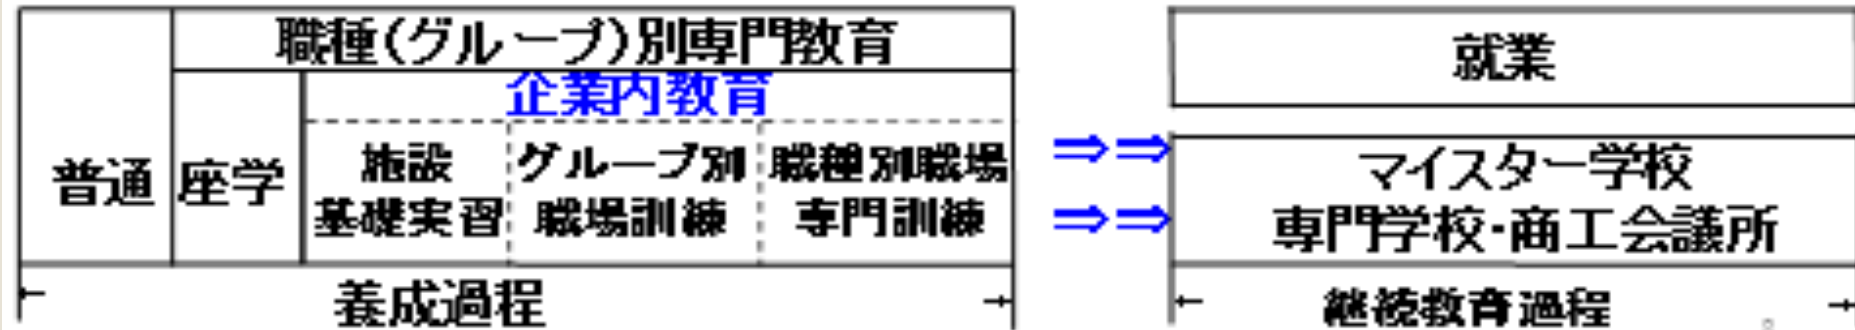 職種(グループ)別専門教育
企業内教育
普通
座学
施設
基礎実習
グループ別
職場訓練
職種別職場
専門訓練
養成過程
⇒⇒
⇒⇒
就業
マイスター学校
専門学校・商工会議所
継続教育過程